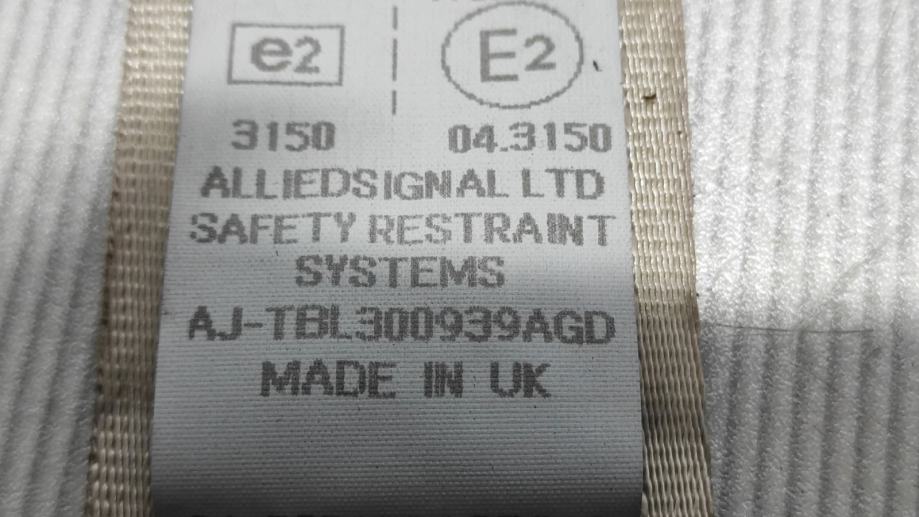 e2 E2
3150 04.3150
ALLIEDSIGNAL LTD
SAFETY RESTRAINT
SYSTEMS
AJ-TBL300939AGD
MADE IN UK